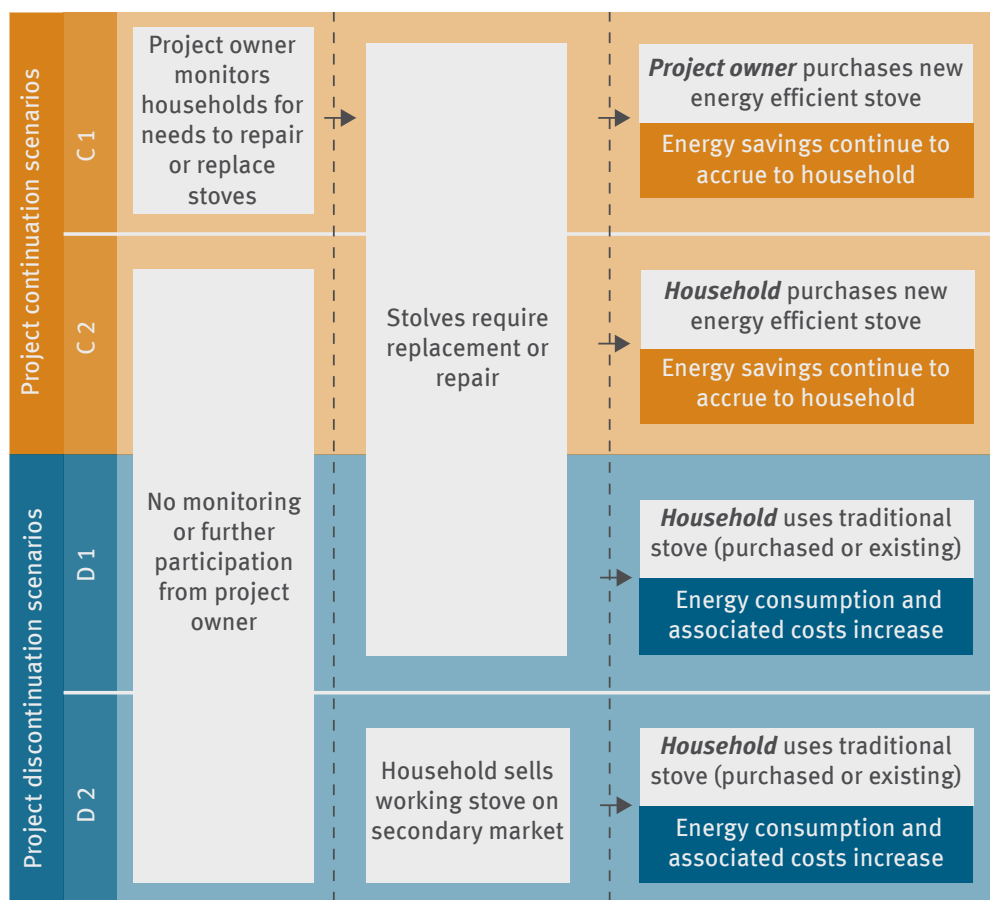 Project continuation scenarios
C 1
Project owner
monitors
households for
needs to repair
or replace
stoves
Project owner purchases new
energy efficient stove
Energy savings continue to
accrue to household
C 2
Stolves require
replacement or
repair
Household purchases new
energy efficient stove
Energy savings continue to
accrue to household
Project discontinuation scenarios
D 1
No monitoring
or further
participation
from project
owner
Household uses traditional
stove (purchased or existing)
Energy consumption and
associated costs increase
D 2
Household sells
working stove on
secondary market
Household uses traditional
stove (purchased or existing)
Energy consumption and
associated costs increase